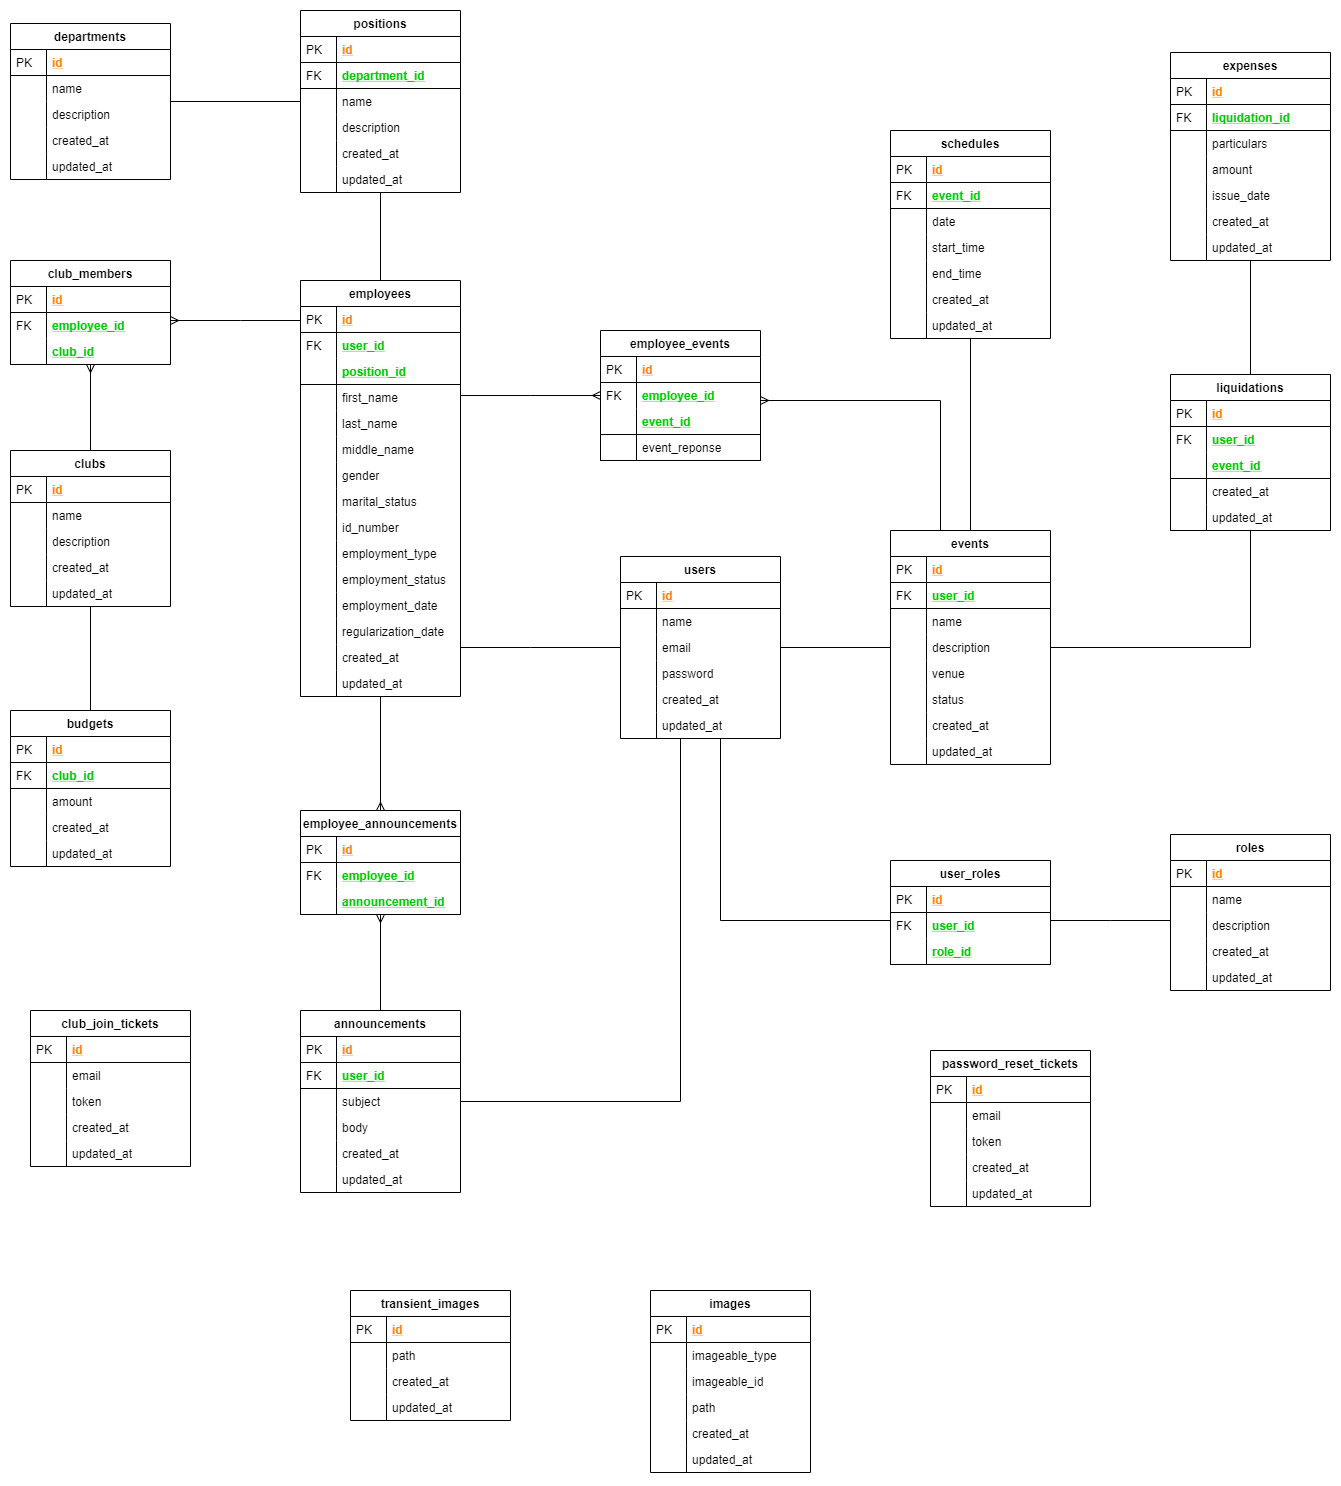 departments
PK id
name
description
created_at
updated_at
positions
PK id
FK department_id
name
description
created_at
updated_at
expenses
PK id
FK liquidation_id
particulars
amount
issue_date
created_at
updated_at
schedules
PK id
FK event_id
date
start_time
end_time
created_at
updated_at
club_members
PK id
FK employee_id
club_id
employees
PK id
FK user_id
position_id
first_name
last_name
middle_name
gender
marital_status
id_number
employment_type
employment_status
employment_date
regularization_date
created_at
updated_at
employee_events
PK id
FK employee_id
event_id
event_reponse
liquidations
PK id
FK user_id
event_id
created_at
updated_at
clubs
PK id
name
description
created_at
updated_at
users
PK id
name
email
password
created_at
updated_at
events
PK id
FK user_id
name
description
venue
status
created_at
updated_at
budgets
PK id
FK club_id
amount
created_at
updated_at
employee_announcements
PK id
FK employee_id
announcement_id
user_roles
PK id
FK user_id
role_id
roles
PK id
name
description
created_at
updated_at
club_join_tickets
PK id
email
token
created_at
updated_at
announcements
PK id
FK user_id
subject
body
created_at
updated_at
password_reset_tickets
PK id
email
token
created_at
updated_at
transient_images
PK id
path
created_at
updated_at
images
PK id
imageable_type
imageable_id
path
created_at
updated_at